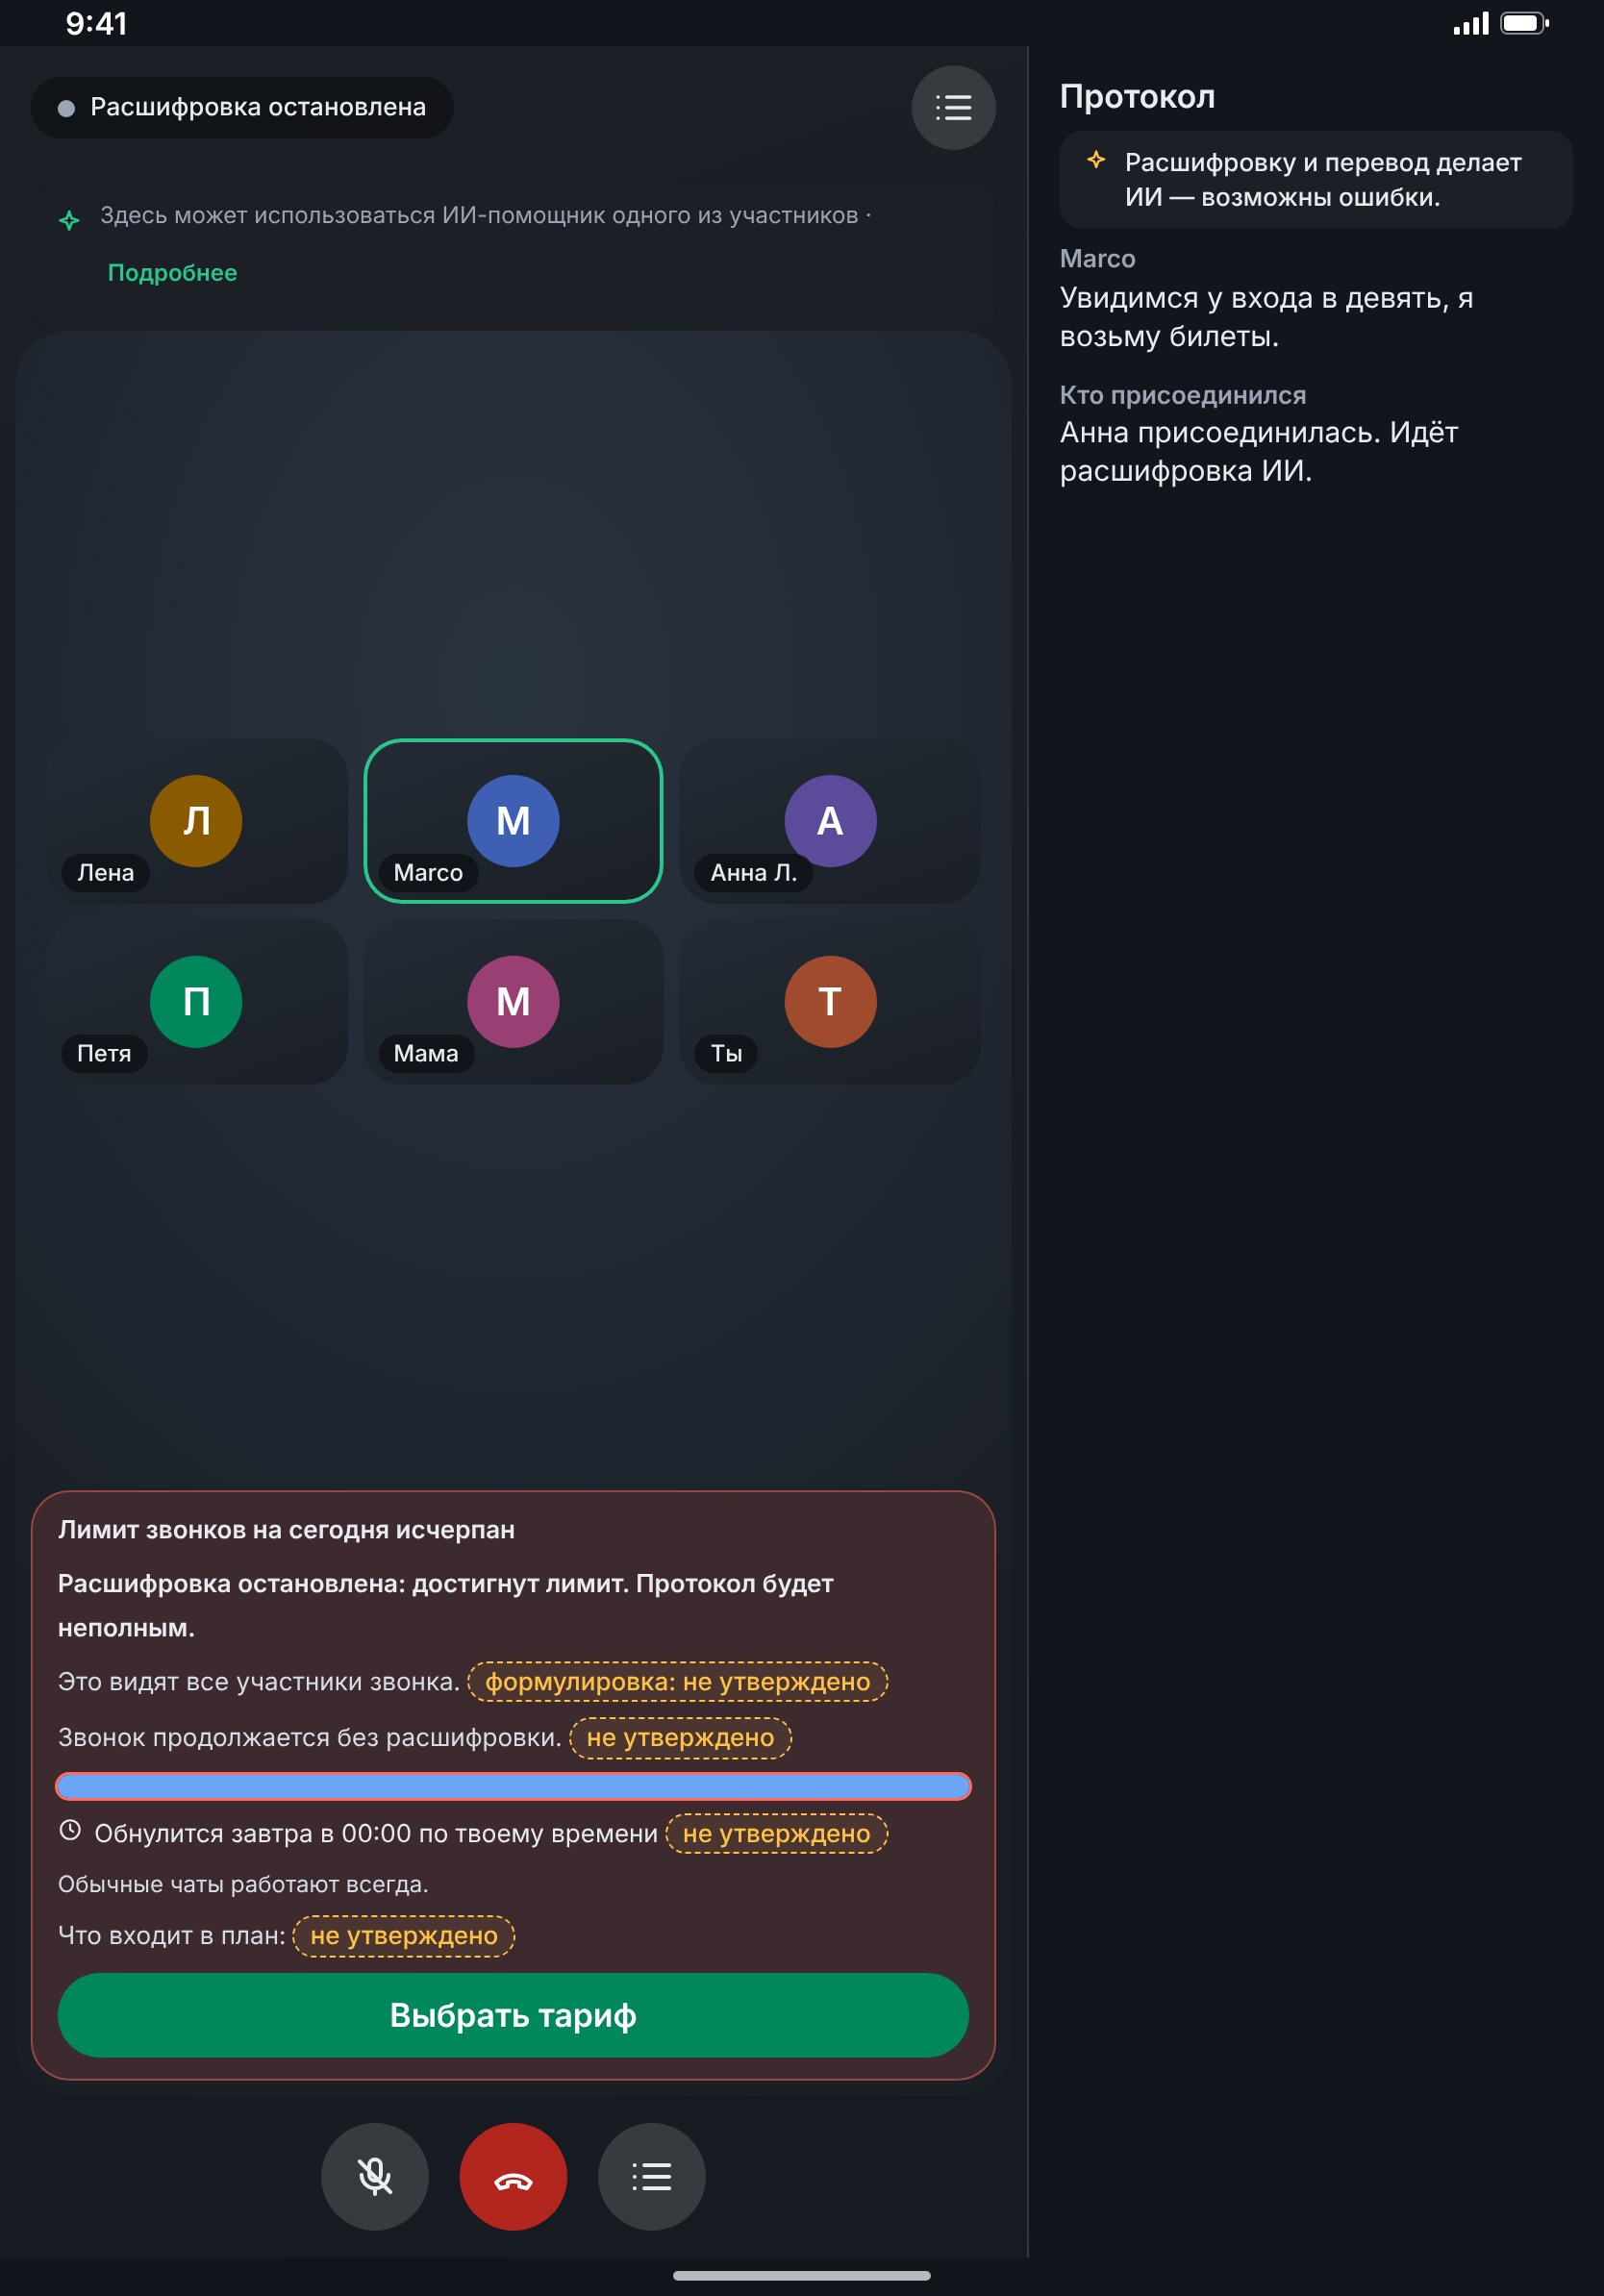 9:41
Расшифровка остановлена
Здесь может использоваться ИИ-помощник одного из участников ·
Подробнее
Л
Лена
M
Marco
А
Анна Л.
П
Петя
М
Мама
Т
Ты
Лимит звонков на сегодня исчерпан
Расшифровка остановлена: достигнут лимит. Протокол будет
неполным.
Это видят все участники звонка. формулировка: не утверждено
Звонок продолжается без расшифровки. не утверждено
Обнулится завтра в 00:00 по твоему времени не утверждено
Обычные чаты работают всегда.
Что входит в план: не утверждено
Выбрать тариф
Протокол
Расшифровку и перевод делает
ИИ — возможны ошибки.
Marco
Увидимся у входа в девять, я
возьму билеты.
Кто присоединился
Анна присоединилась. Идёт
расшифровка ИИ.